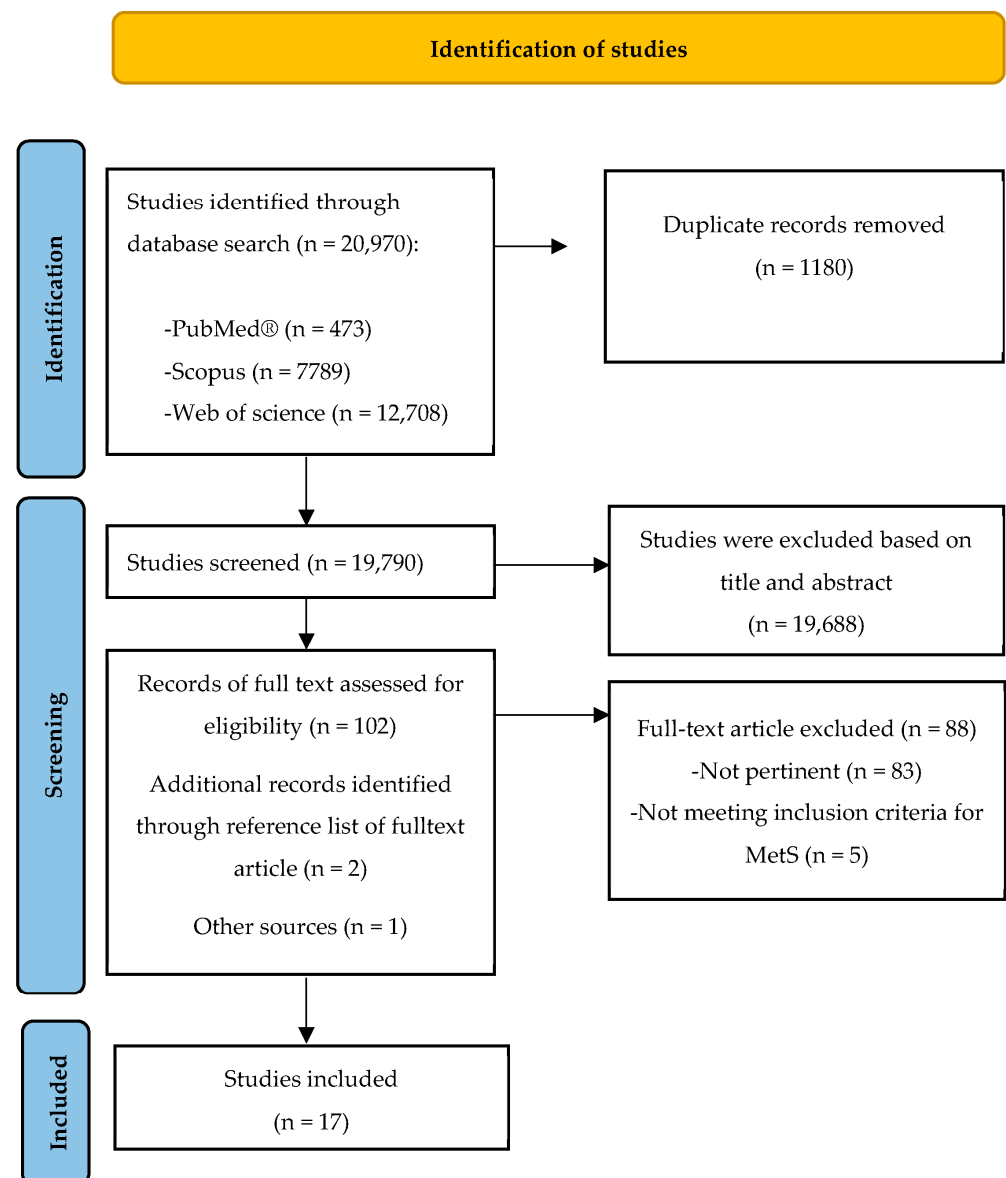 Identification of studies
Identification
Studies identified through
database search (n = 20,970):
-PubMed® (n = 473)
-Scopus (n = 7789)
-Web of science (n = 12,708)
Duplicate records removed
(n = 1180)
Screening
Studies screened (n = 19,790)
Studies were excluded based on
title and abstract
(n = 19,688)
Records of full text assessed for
eligibility (n = 102)
Additional records identified
through reference list of fulltext
article (n = 2)
Other sources (n = 1)
Full-text article excluded (n = 88)
-Not pertinent (n = 83)
-Not meeting inclusion criteria for
MetS (n = 5)
Included
Studies included
(n = 17)